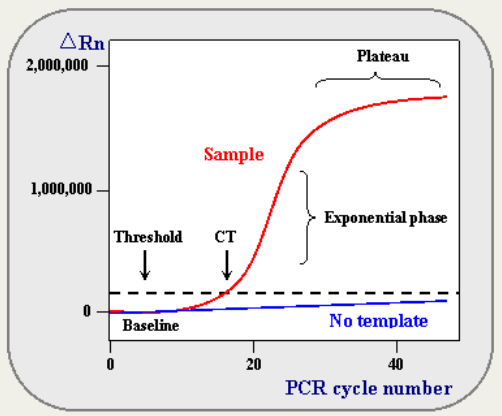 △Rn
2,000,000
Plateau
Sample
1,000,000
Exponential phase
Threshold
CT
0
Baseline
No template
0
20
40
PCR cycle number